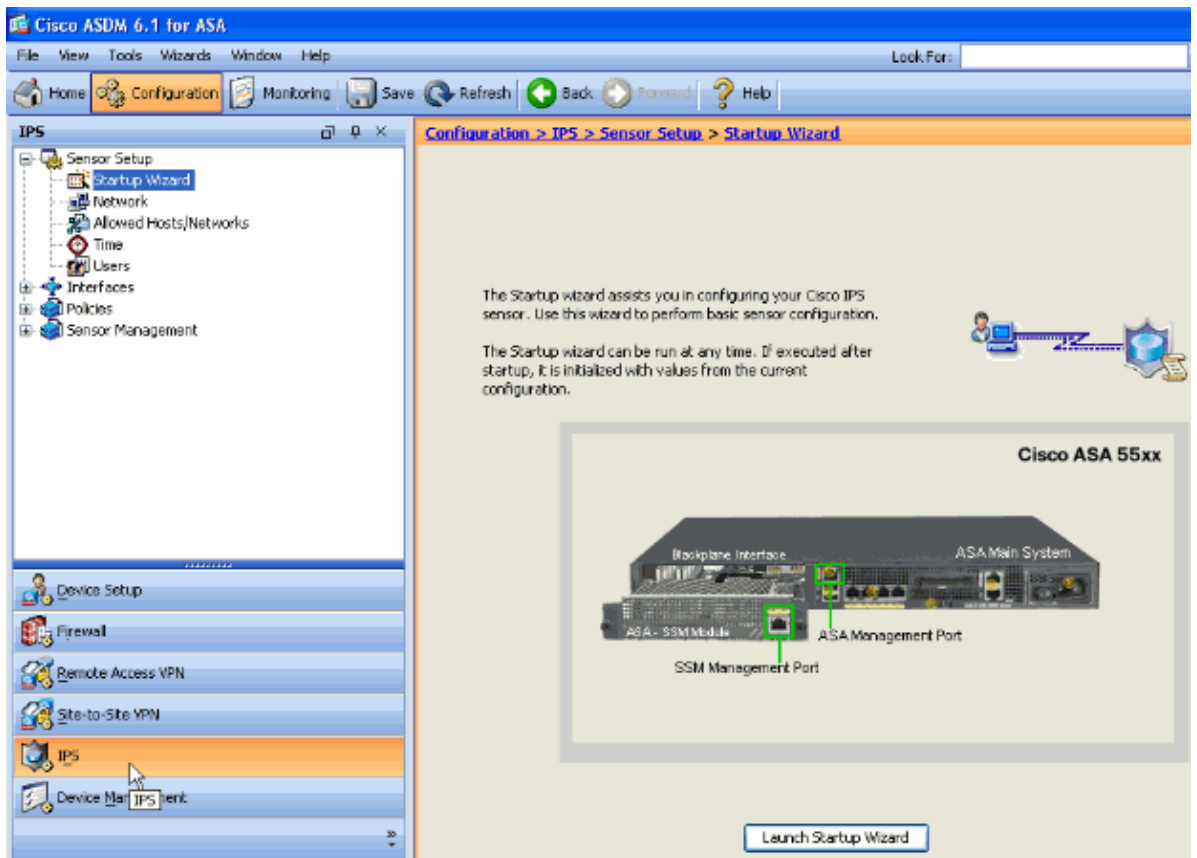 Cisco ASDM 6.1 for ASA
File View Tools Wizards Window Help
Look For:
Home Configuration Monitoring Save Refresh Back Forward Help
IPS
Configuration > IPS > Sensor Setup > Startup Wizard
Sensor Setup
Startup Wizard
Network
Allowed Hosts/Networks
Time
Users
Interfaces
Policies
Sensor Management
The Startup wizard assists you in configuring your Cisco IPS
sensor. Use this wizard to perform basic sensor configuration.
The Startup wizard can be run at any time. If executed after
startup, it is initialized with values from the current
configuration.
Cisco ASA 55xx
Blackplane Interface
ASA Main System
ASA - SSM Module
ASA Management Port
SSM Management Port
Device Setup
Firewall
Remote Access VPN
Site-to-Site VPN
IPS
Device Man
IPS
ent
Launch Startup Wizard